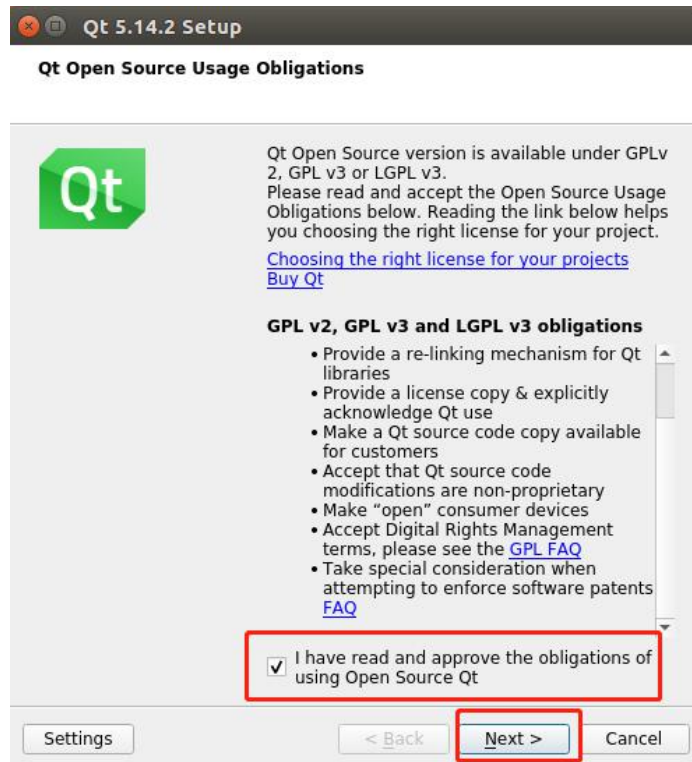 Qt 5.14.2 Setup
Qt Open Source Usage Obligations
Qt
Qt Open Source version is available under GPLv
2, GPL v3 or LGPL v3.
Please read and accept the Open Source Usage
Obligations below. Reading the link below helps
you choosing the right license for your project.
Choosing the right license for your projects
Buy Qt
GPL v2, GPL v3 and LGPL v3 obligations
• Provide a re-linking mechanism for Qt
libraries
• Provide a license copy & explicitly
acknowledge Qt use
• Make a Qt source code copy available
for customers
• Accept that Qt source code
modifications are non-proprietary
• Make “open” consumer devices
• Accept Digital Rights Management
terms, please see the GPL FAQ
• Take special consideration when
attempting to enforce software patents
FAQ
I have read and approve the obligations of
using Open Source Qt
Settings < Back Next > Cancel